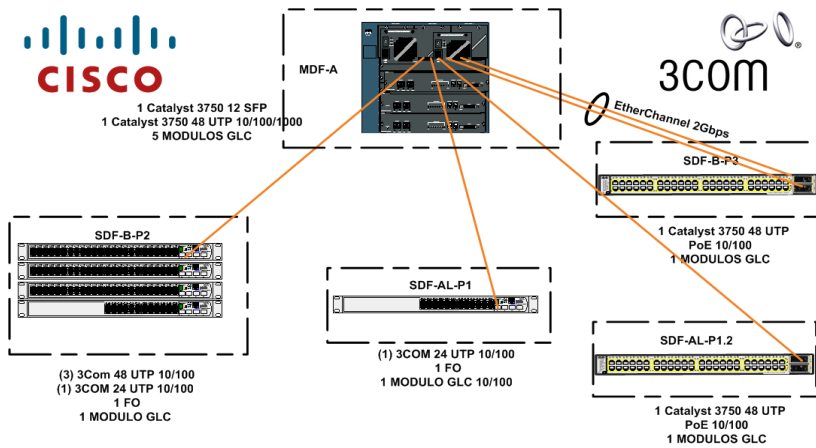 CISCO
MDF-A
1 Catalyst 3750 12 SFP
1 Catalyst 3750 48 UTP 10/100/1000
5 MODULOS GLC
3COM
®
EtherChannel 2Gbps
SDF-B-P3
1 Catalyst 3750 48 UTP
PoE 10/100
1 MODULOS GLC
SDF-B-P2
(3) 3Com 48 UTP 10/100
(1) 3COM 24 UTP 10/100
1 FO
1 MODULO GLC
SDF-AL-P1
(1) 3COM 24 UTP 10/100
1 FO
1 MODULO GLC 10/100
SDF-AL-P1.2
1 Catalyst 3750 48 UTP
PoE 10/100
1 MODULOS GLC